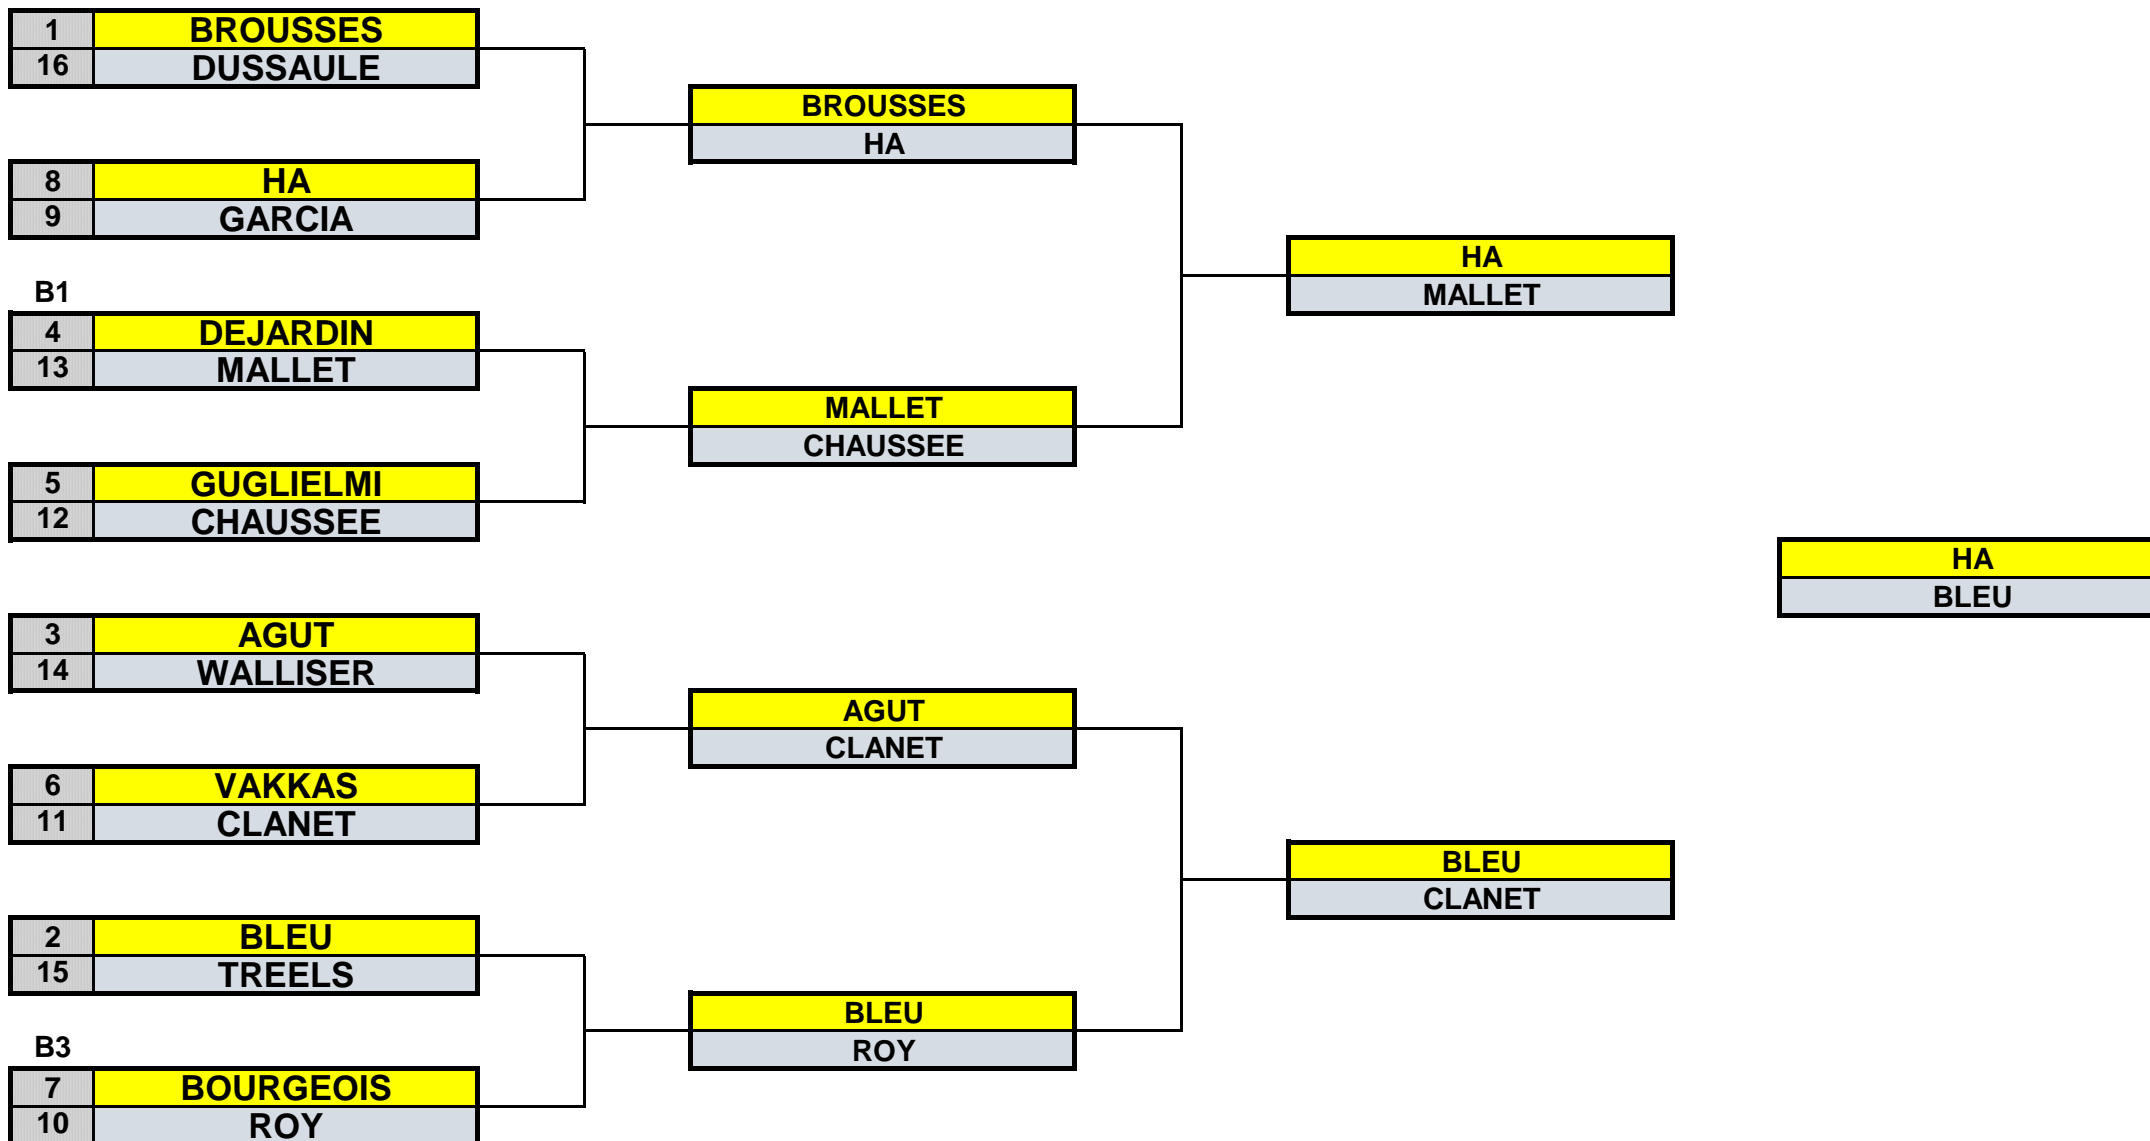 1 BROUSSES
16 DUSSAULE
8 HA
9 GARCIA
B1
4 DEJARDIN
13 MALLET
5 GUGLIELMI
12 CHAUSSEE
3 AGUT
14 WALLISER
6 VAKKAS
11 CLANET
2 BLEU
15 TREELS
B3
7 BOURGEOIS
10 ROY
BROUSSES
HA
MALLET
CHAUSSEE
AGUT
CLANET
BLEU
ROY
HA
MALLET
BLEU
CLANET
HA
BLEU